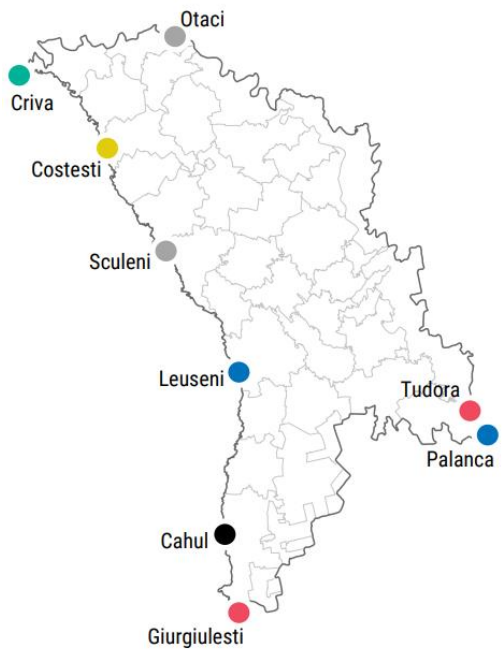 Otaci
Criva
Costesti
Sculeni
Leuseni
Tudora
Palanca
Cahul
Giurgiulesti